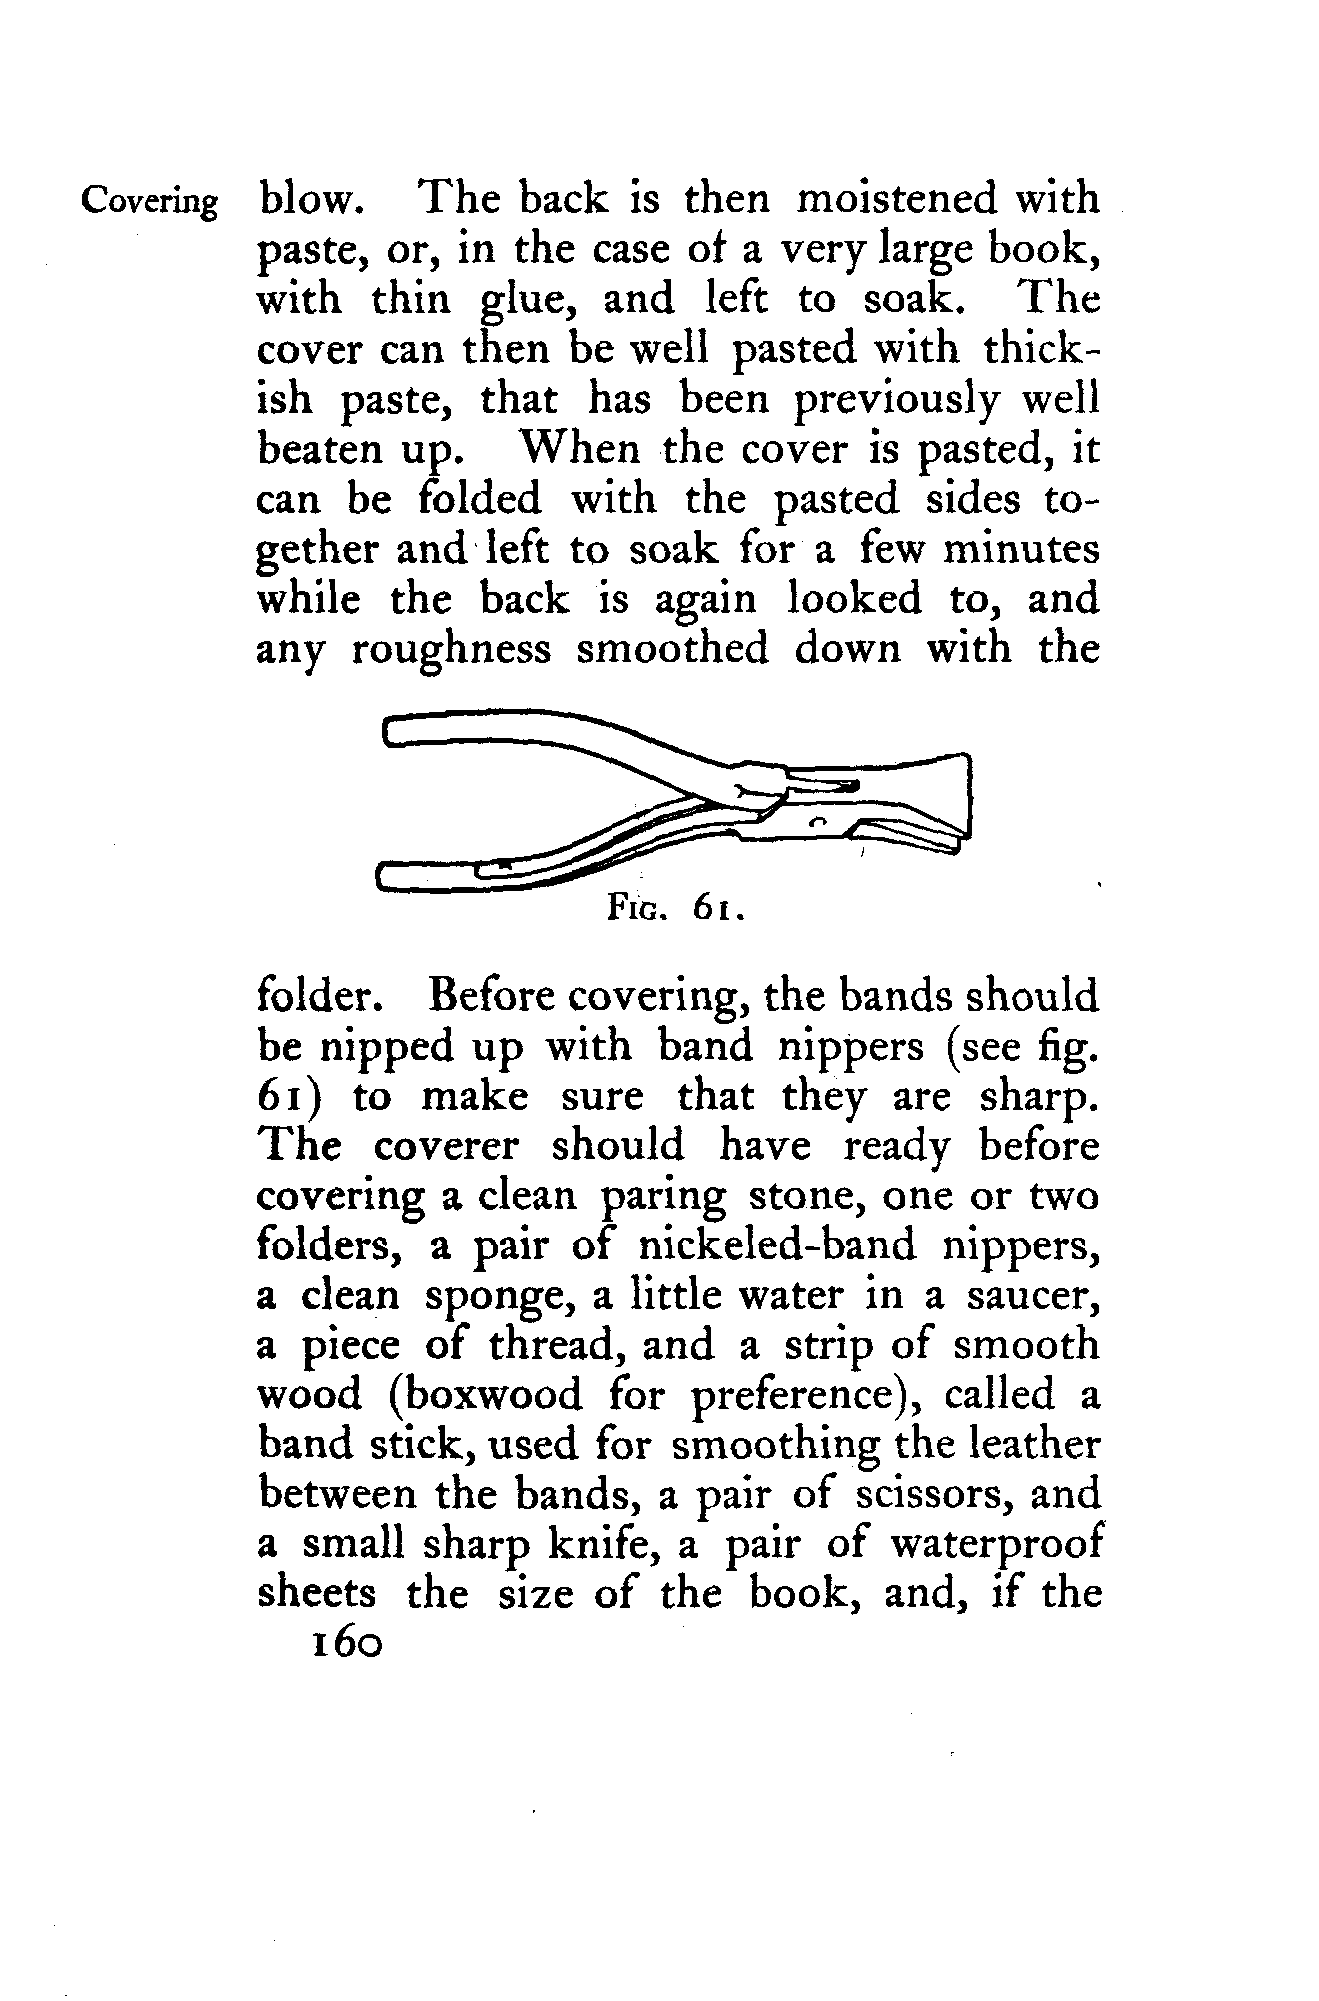 Covering
blow. The back is then moistened with
paste, or, in the case of a very large book,
with thin glue, and left to soak. The
cover can then be well pasted with thick-
ish paste, that has been previously well
beaten up. When the cover is pasted, it
can be folded with the pasted sides to-
gether and left to soak for a few minutes
while the back is again looked to, and
any roughness smoothed down with the
Fig. 61.
folder. Before covering, the bands should
be nipped up with band nippers (see fig.
61) to make sure that they are sharp.
The coverer should have ready before
covering a clean paring stone, one or two
folders, a pair of nickeled-band nippers,
a clean sponge, a little water in a saucer,
a piece of thread, and a strip of smooth
wood (boxwood for preference), called a
band stick, used for smoothing the leather
between the bands, a pair of scissors, and
a small sharp knife, a pair of waterproof
sheets the size of the book, and, if the
160